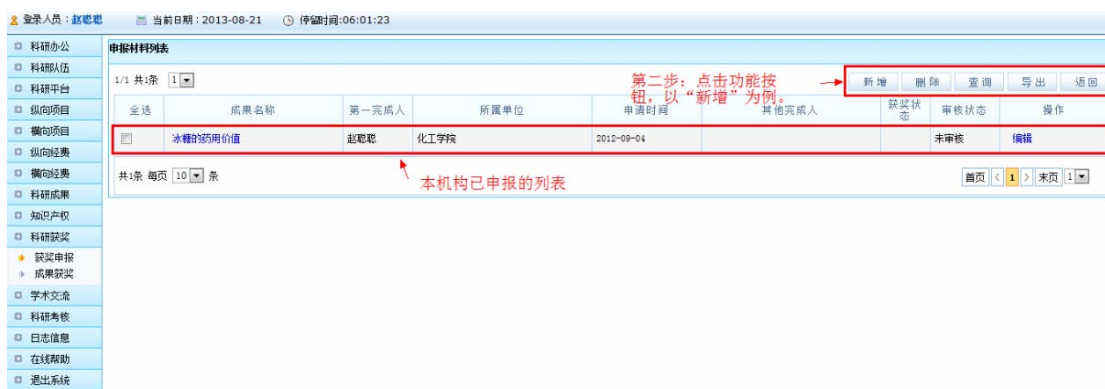 登录人员：赵聪聪 当前日期：2013-08-21 停留时间:06:01:23
科研办公
科研队伍
科研平台
纵向项目
横向项目
纵向经费
横向经费
科研成果
知识产权
科研获奖
获奖申报
成果获奖
学术交流
科研考核
日志信息
在线帮助
退出系统
申报材料列表
1/1 共1条 1
第二步：点击功能按
钮，以“新增”为例。
新增 删除 查询 导出 返回
全选 成果名称 第一完成人 所属单位 申请时间 其他完成人 获奖状态 审核状态 操作
冰糖的药用价值 赵聪聪 化工学院 2012-09-04 未审核 编辑
共1条 每页 10 条
本机构已申报的列表
首页 < 1 > 末页 1